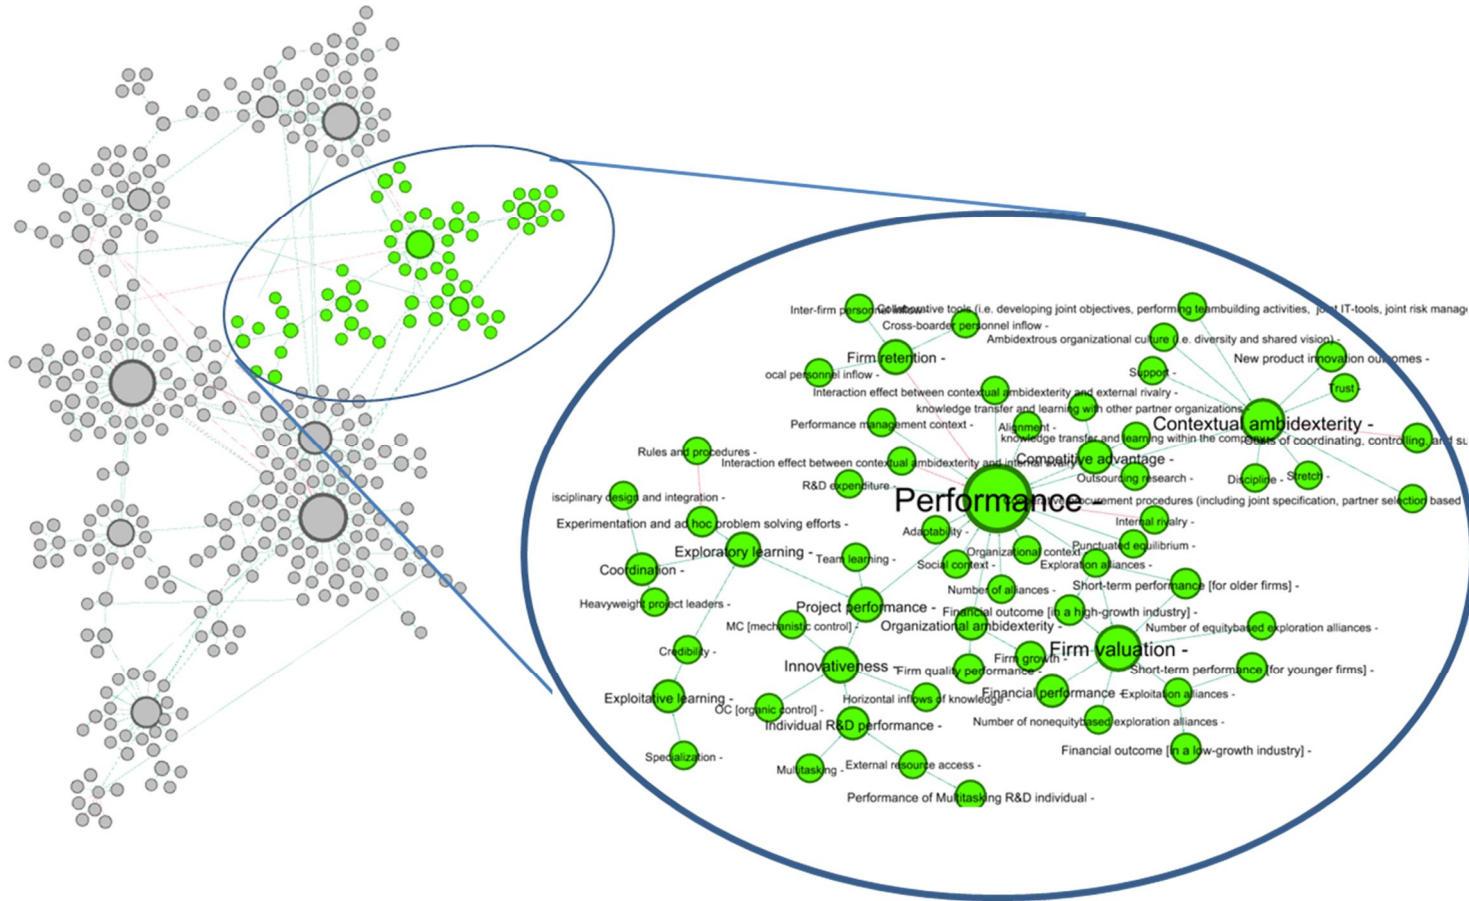 Inter-firm personnel inflow -
Collaborative tools (i.e. developing joint objectives, performing teambuilding activities, joint IT-tools, joint risk manage
Cross-boarder personnel inflow -
Ambidextrous organizational culture (i.e. diversity and shared vision) -
Firm retention -
New product innovation outcomes -
ocal personnel inflow -
Support -
Trust -
Interaction effect between contextual ambidexterity and external rivalry -
knowledge transfer and learning with other partner organizations
Performance management context -
Alignment -
Contextual ambidexterity -
knowledge transfer and learning within the
Costs of coordinating, controlling, and su
Rules and procedures -
Interaction effect between contextual ambidexterity and internal
Competitive advantage -
R&D expenditure -
Outsourcing research -
Discipline -
Stretch -
isciplinary design and integration -
Performance -
procurement procedures (including joint specification, partner selection based
Experimentation and ad hoc problem solving efforts -
Internal rivalry -
Adaptability -
Exploratory learning -
Team learning -
Organizational context
Punctuated equilibrium -
Coordination -
Social context -
Exploration alliances -
Number of alliances -
Short-term performance [for older firms] -
Heavyweight project leaders -
Project performance -
Financial outcome [in a high-growth industry] -
MC [mechanistic control] -
Organizational ambidexterity -
Number of equitybased exploration alliances -
Credibility -
Firm growth -
Firm valuation -
Innovativeness -
Firm quality performance -
Short-term performance [for younger firms] -
Exploitative learning -
Horizontal inflows of knowledge -
Financial performance -
Exploitation alliances -
OC [organic control] -
Individual R&D performance -
Number of nonequitybased exploration alliances -
Specialization -
Multitasking -
External resource access -
Financial outcome [in a low-growth industry] -
Performance of Multitasking R&D individual -